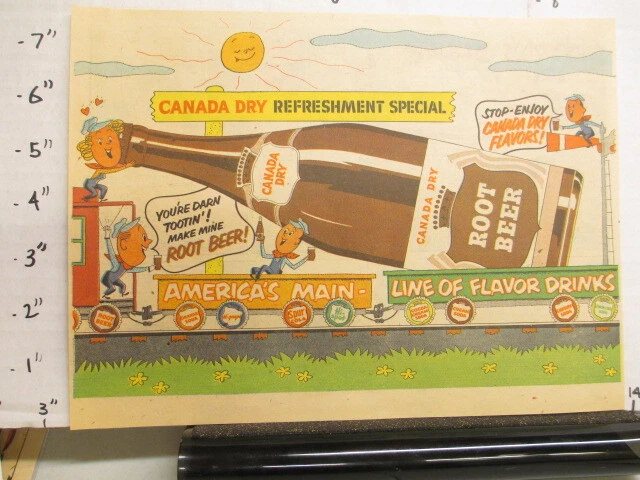 -7"
-6"
-5"
-4"
-3"
-2"
-1"
3"
14
8
CANADA DRY REFRESHMENT SPECIAL.
STOP-ENJOY
CANADA DRY
FLAVORS!
CANADA
DRY
CANADA DRY
ROOT
BEER
YOU'RE DARN
TOOTIN'!
MAKE MINE
ROOT BEER!
AMERICA'S MAIN-
LINE OF FLAVOR DRINKS